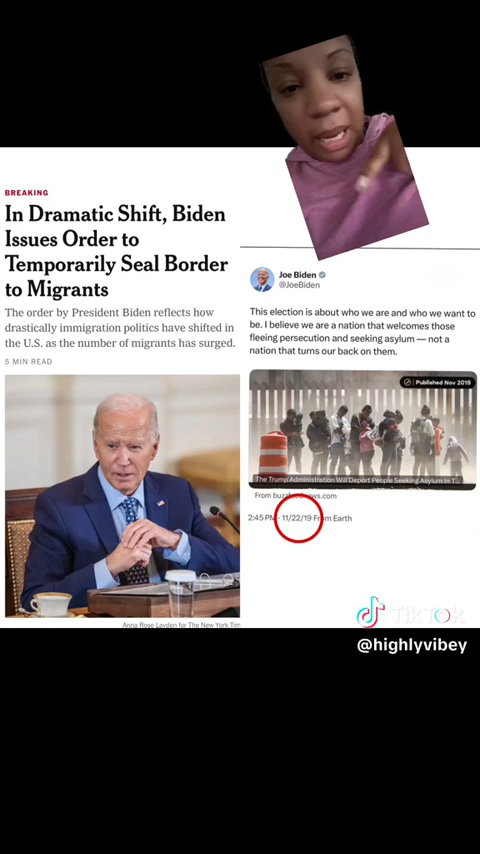 BREAKING
In Dramatic Shift, Biden
Issues Order to
Temporarily Seal Border
to Migrants
The order by President Biden reflects how
drastically immigration politics have shifted in
the U.S. as the number of migrants has surged.
5 MIN READ
Anna Rose Layden for The New York Tim
Joe Biden
@JoeBiden
This election is about who we are and who we want to
be. I believe we are a nation that welcomes those
fleeing persecution and seeking asylum — not a
nation that turns our back on them.
Published Nov 2019
The Trump Administration Will Deport People Seeking Asylum In T...
From buzzfeednews.com
2:45 PM · 11/22/19 From Earth
TikTok
@highlyvibey